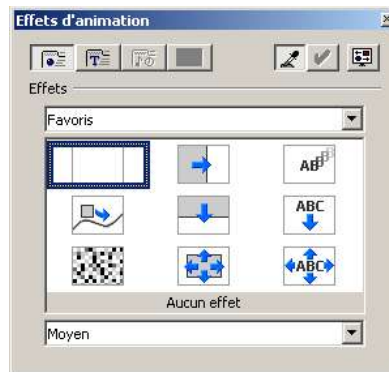 Effets d'animation
Effets
Favoris
AB
ABC
ABC
Aucun effet
Moyen